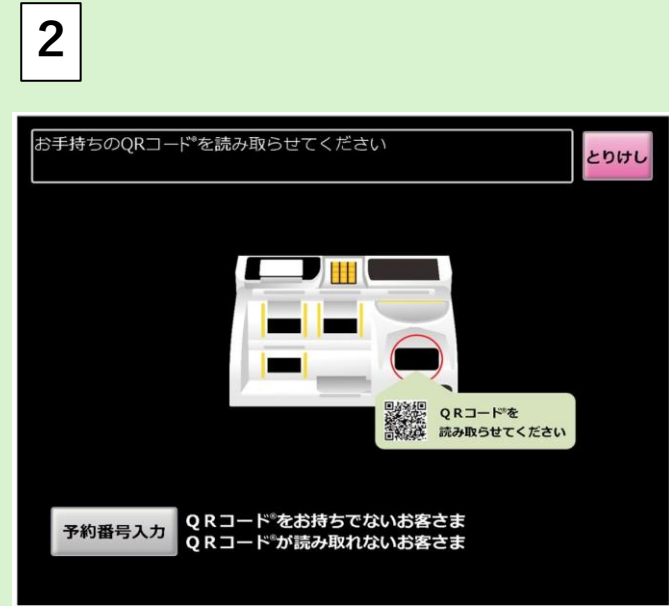 2
お手持ちのQRコード®を読み取らせてください
とりけし
QRコード®を
読み取らせてください
予約番号入力
QRコード®をお持ちでないお客さま
QRコード®が読み取れないお客さま